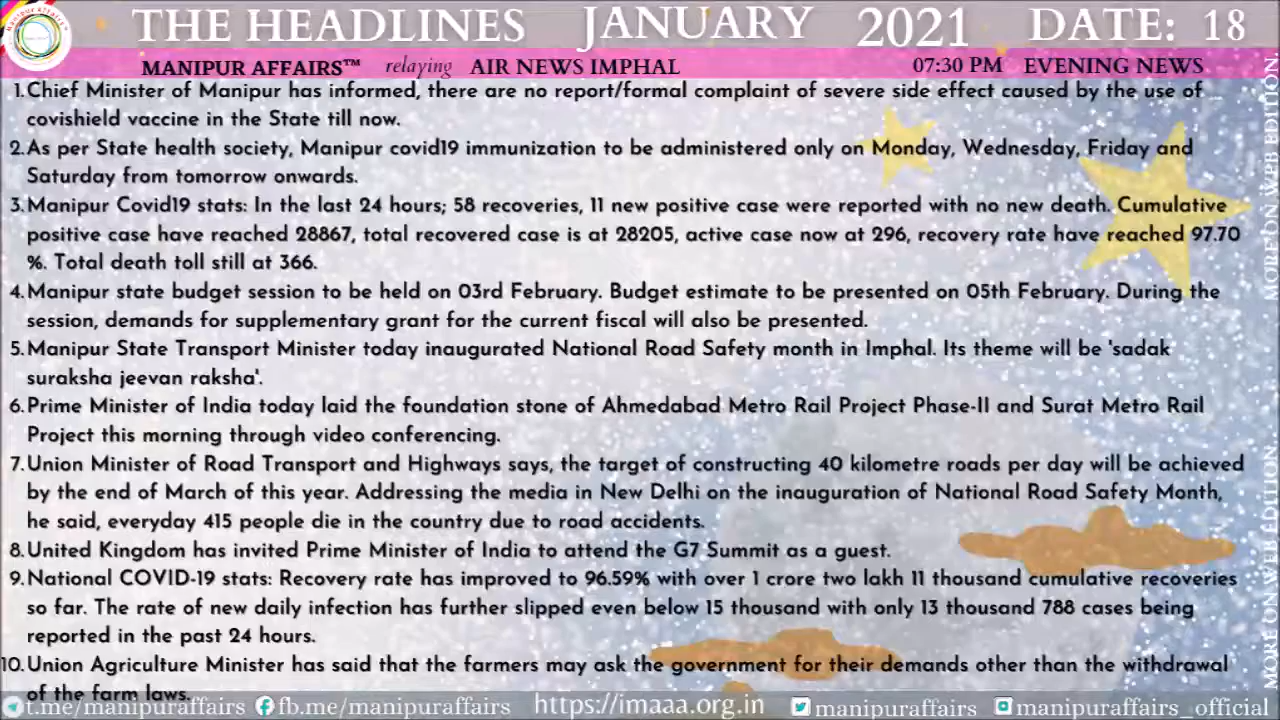 THE HEADLINES JANUARY 2021 DATE: 18
MANIPUR AFFAIRS™ relaying AIR NEWS IMPHAL 07:30 PM EVENING NEWS
1. Chief Minister of Manipur has informed, there are no report/formal complaint of severe side effect caused by the use of
covishield vaccine in the State till now.
2. As per State health society, Manipur covid19 immunization to be administered only on Monday, Wednesday, Friday and
Saturday from tomorrow onwards.
3. Manipur Covid19 stats: In the last 24 hours; 58 recoveries, 11 new positive case were reported with no new death. Cumulative
positive case have reached 28867, total recovered case is at 28205, active case now at 296, recovery rate have reached 97.70
%. Total death toll still at 366.
4. Manipur state budget session to be held on 03rd February. Budget estimate to be presented on 05th February. During the
session, demands for supplementary grant for the current fiscal will also be presented.
5. Manipur State Transport Minister today inaugurated National Road Safety month in Imphal. Its theme will be 'sadak
suraksha jeevan raksha'.
6. Prime Minister of India today laid the foundation stone of Ahmedabad Metro Rail Project Phase-II and Surat Metro Rail
Project this morning through video conferencing.
7. Union Minister of Road Transport and Highways says, the target of constructing 40 kilometre roads per day will be achieved
by the end of March of this year. Addressing the media in New Delhi on the inauguration of National Road Safety Month,
he said, everyday 415 people die in the country due to road accidents.
8. United Kingdom has invited Prime Minister of India to attend the G7 Summit as a guest.
9. National COVID-19 stats: Recovery rate has improved to 96.59% with over 1 crore two lakh 11 thousand cumulative recoveries
so far. The rate of new daily infection has further slipped even below 15 thousand with only 13 thousand 788 cases being
reported in the past 24 hours.
10. Union Agriculture Minister has said that the farmers may ask the government for their demands other than the withdrawal
of the farm laws.
t.me/manipuraffairs fb.me/manipuraffairs https://imaaa.org.in manipuraffairs manipuraffairs_official
MORE ON WEB EDITION.
MORE ON WEB EDITION...